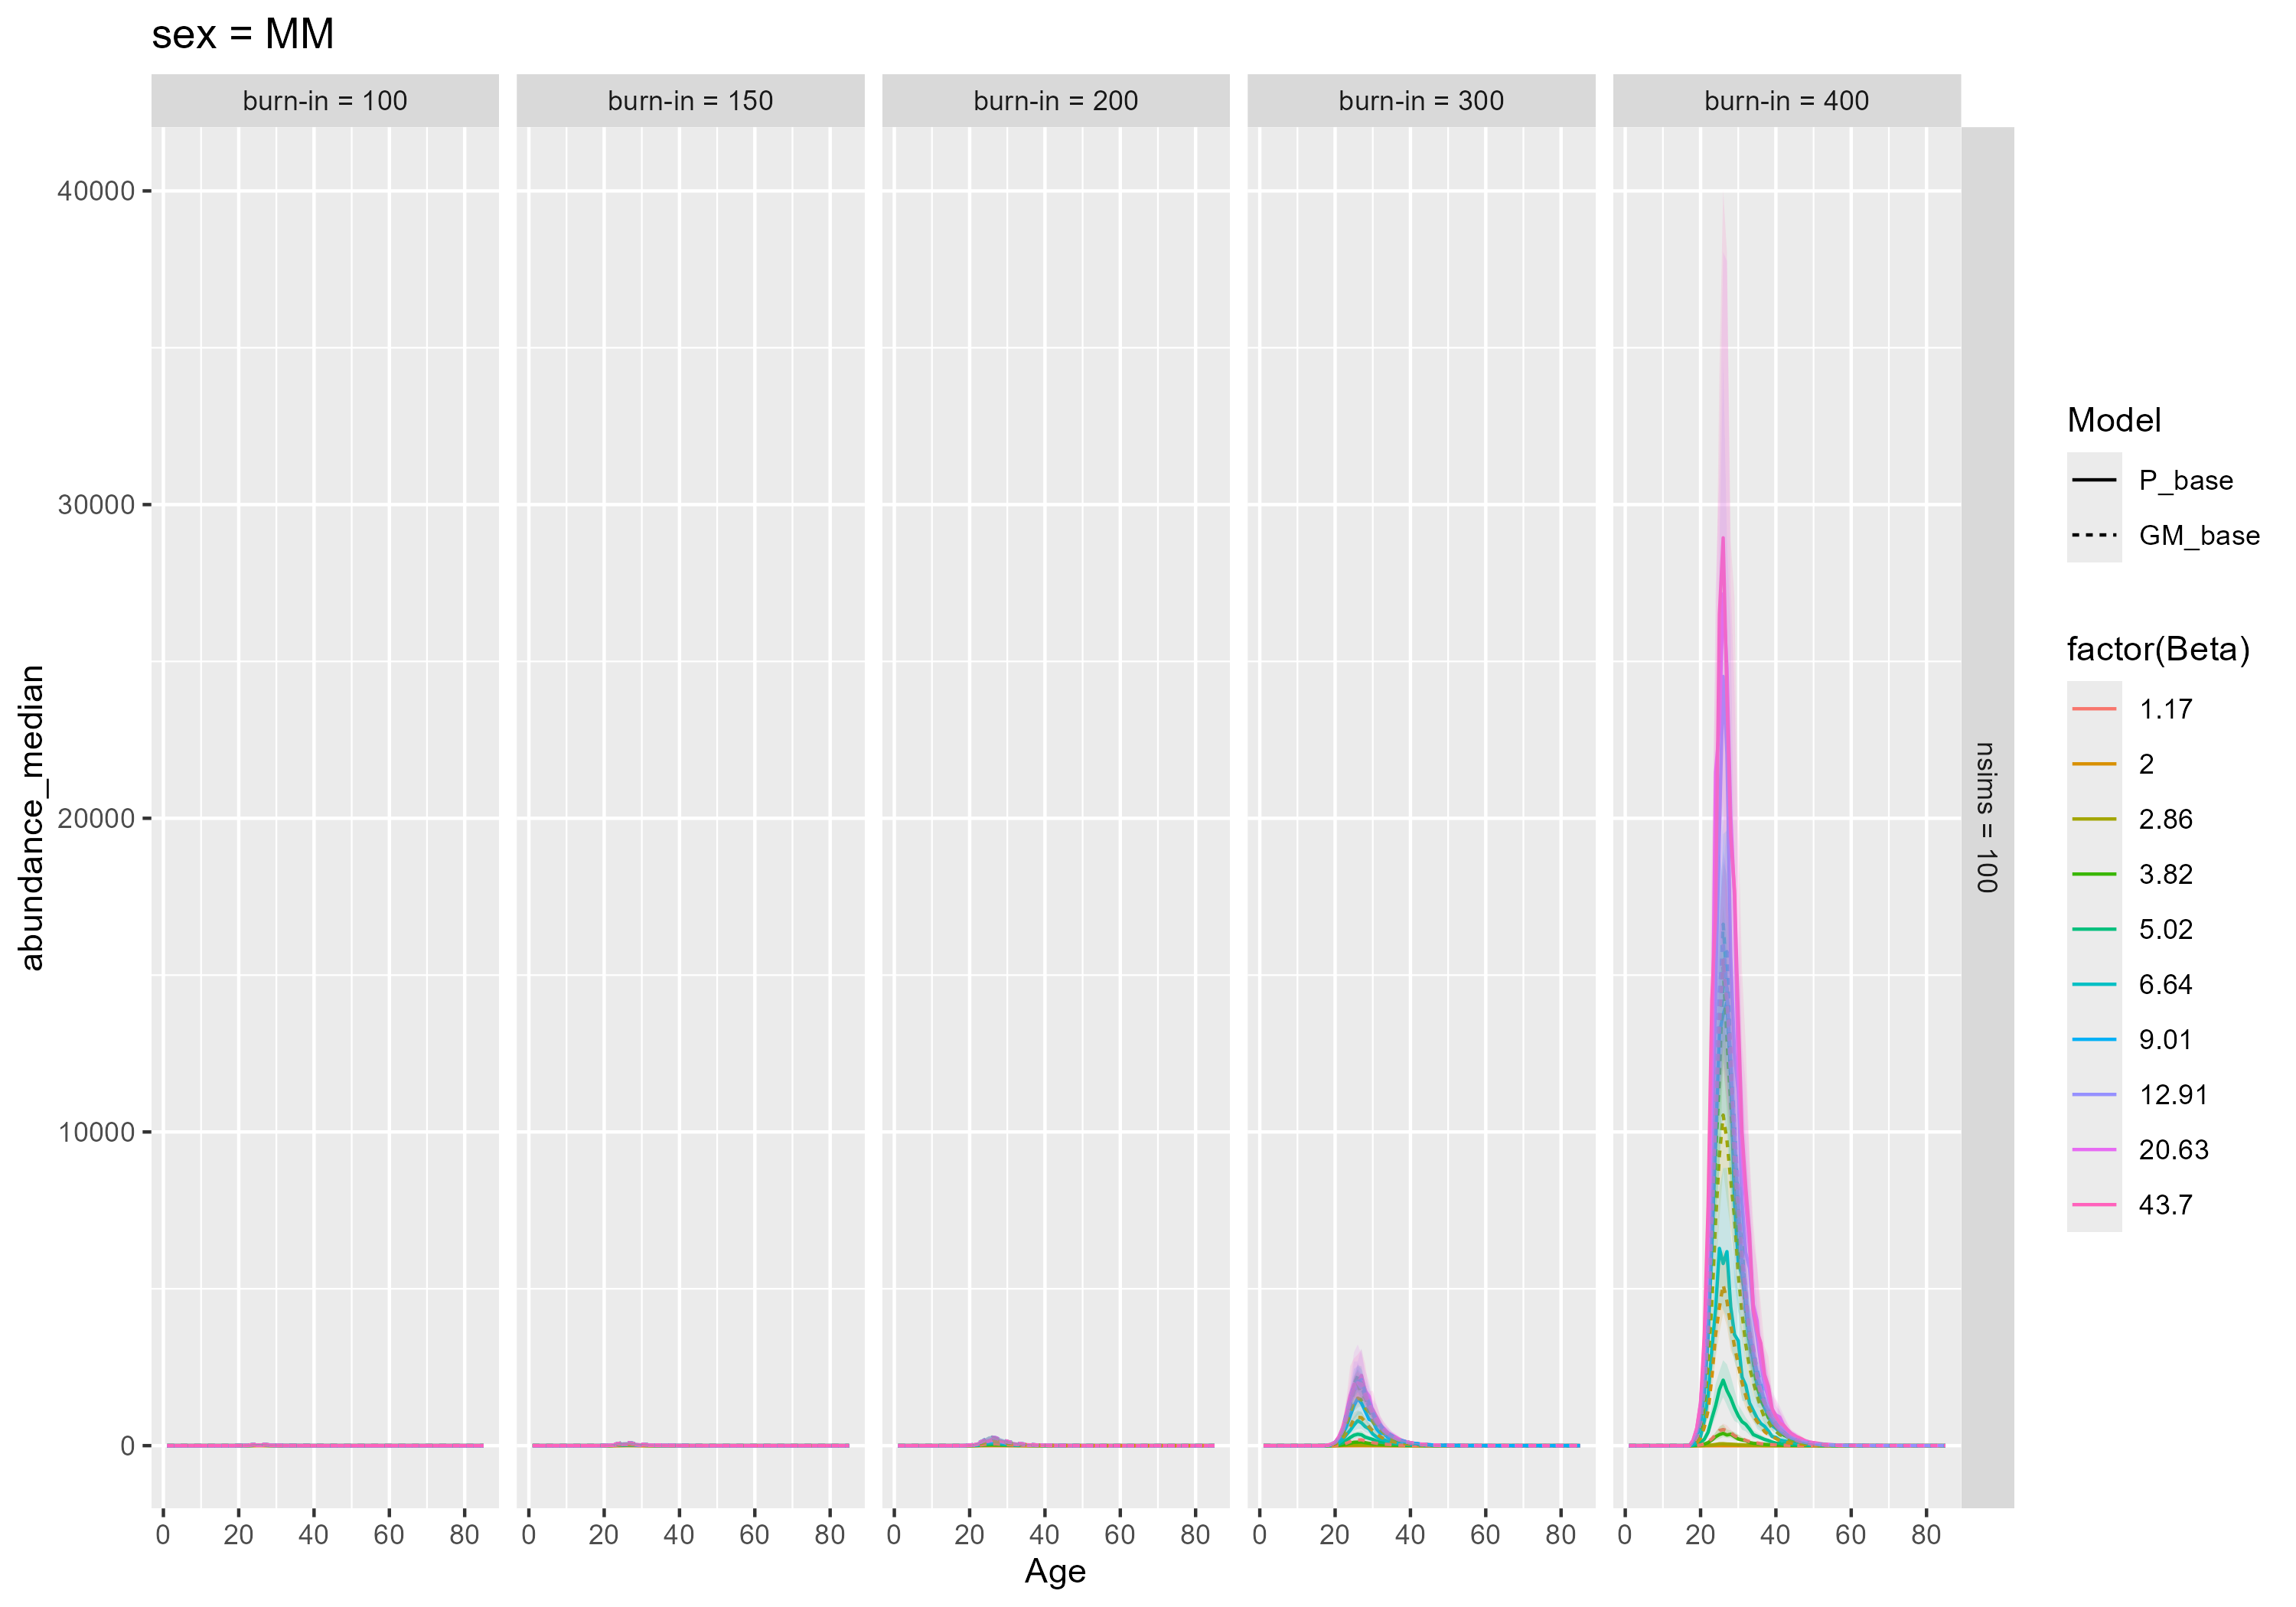 sex = MM
burn-in = 100
burn-in = 150
burn-in = 200
burn-in = 300
burn-in = 400
40000
30000
20000
10000
0
abundance_median
nsims = 100
0 20 40 60 80
0 20 40 60 80
0 20 40 60 80
0 20 40 60 80
0 20 40 60 80
Age
Model
P_base
GM_base
factor(Beta)
1.17
2
2.86
3.82
5.02
6.64
9.01
12.91
20.63
43.7